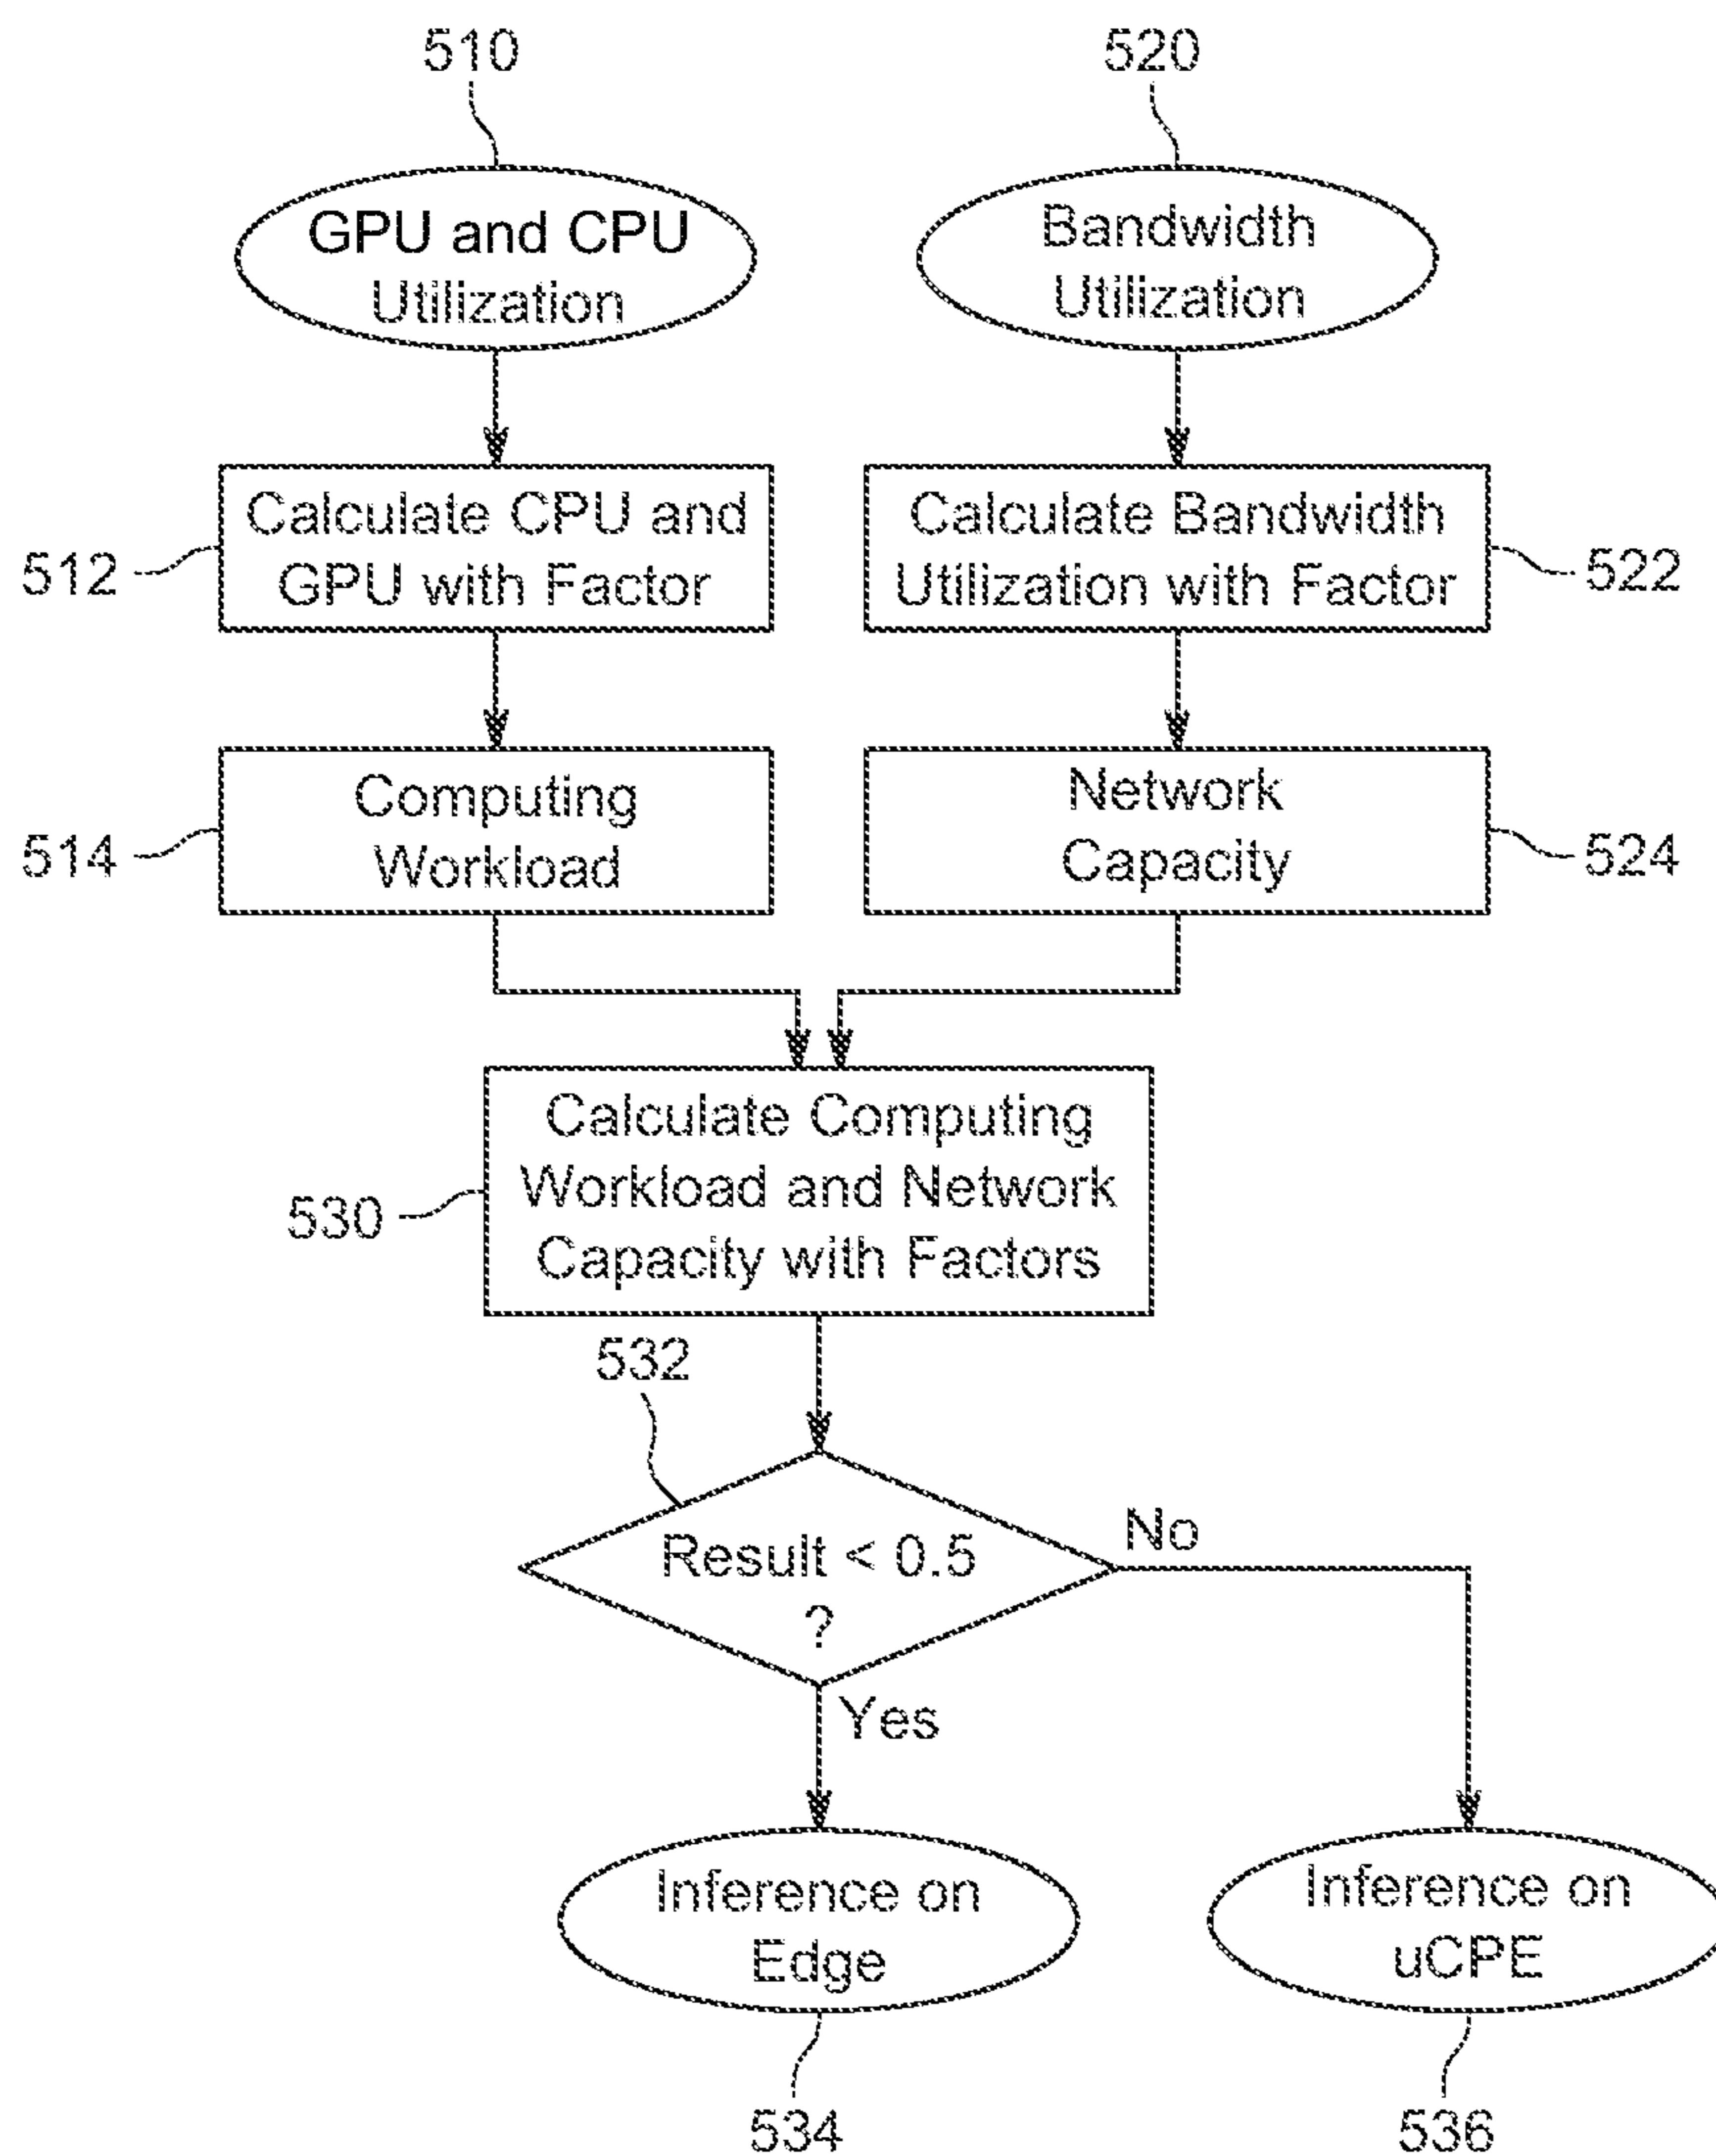 510
520
GPU and CPU
Utilization
Bandwidth
Utilization
Calculate CPU and
GPU with Factor
512
Calculate Bandwidth
Utilization with Factor
522
Computing
Workload
514
Network
Capacity
524
Calculate Computing
Workload and Network
Capacity with Factors
530
532
Result < 0.5
?
No
Yes
Inference on
Edge
Inference on
uCPE
534
536